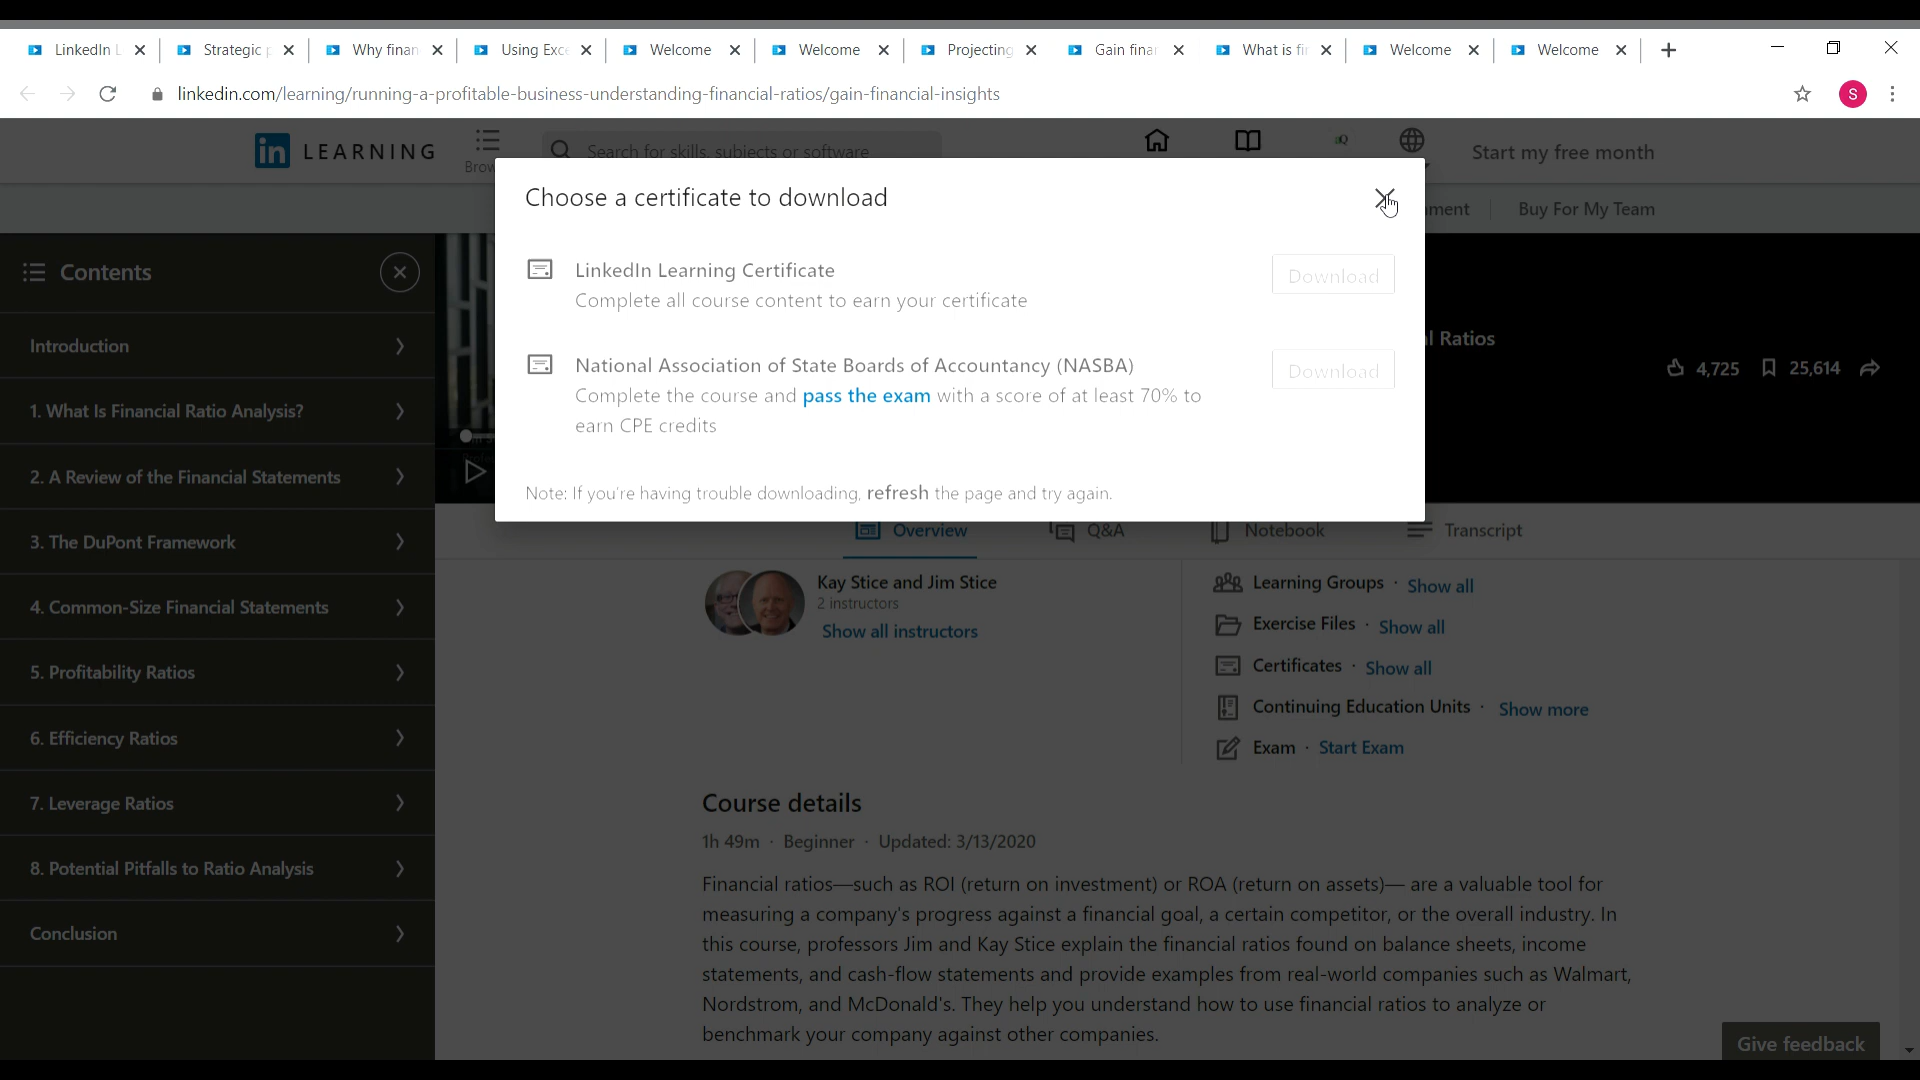 LinkedIn L
Strategic p
Why finan
Using Exc
Welcome
Welcome
Projecting
Gain finan
What is fi
Welcome
Welcome
linkedin.com/learning/running-a-profitable-business-understanding-financial-ratios/gain-financial-insights
S
in LEARNING
Brow
Search for skills, subjects or software
Start my free month
ment
Buy For My Team
Choose a certificate to download
LinkedIn Learning Certificate
Complete all course content to earn your certificate
Download
National Association of State Boards of Accountancy (NASBA)
Complete the course and pass the exam with a score of at least 70% to
earn CPE credits
Download
Note: If you're having trouble downloading, refresh the page and try again.
Contents
Introduction
1. What Is Financial Ratio Analysis?
2. A Review of the Financial Statements
3. The DuPont Framework
4. Common-Size Financial Statements
5. Profitability Ratios
6. Efficiency Ratios
7. Leverage Ratios
8. Potential Pitfalls to Ratio Analysis
Conclusion
l Ratios
4,725
25,614
Overview
Q&A
Notebook
Transcript
Kay Stice and Jim Stice
2 instructors
Show all instructors
Learning Groups · Show all
Exercise Files · Show all
Certificates · Show all
Continuing Education Units · Show more
Exam · Start Exam
Course details
1h 49m · Beginner · Updated: 3/13/2020
Financial ratios—such as ROI (return on investment) or ROA (return on assets)— are a valuable tool for
measuring a company's progress against a financial goal, a certain competitor, or the overall industry. In
this course, professors Jim and Kay Stice explain the financial ratios found on balance sheets, income
statements, and cash-flow statements and provide examples from real-world companies such as Walmart,
Nordstrom, and McDonald's. They help you understand how to use financial ratios to analyze or
benchmark your company against other companies.
Give feedback